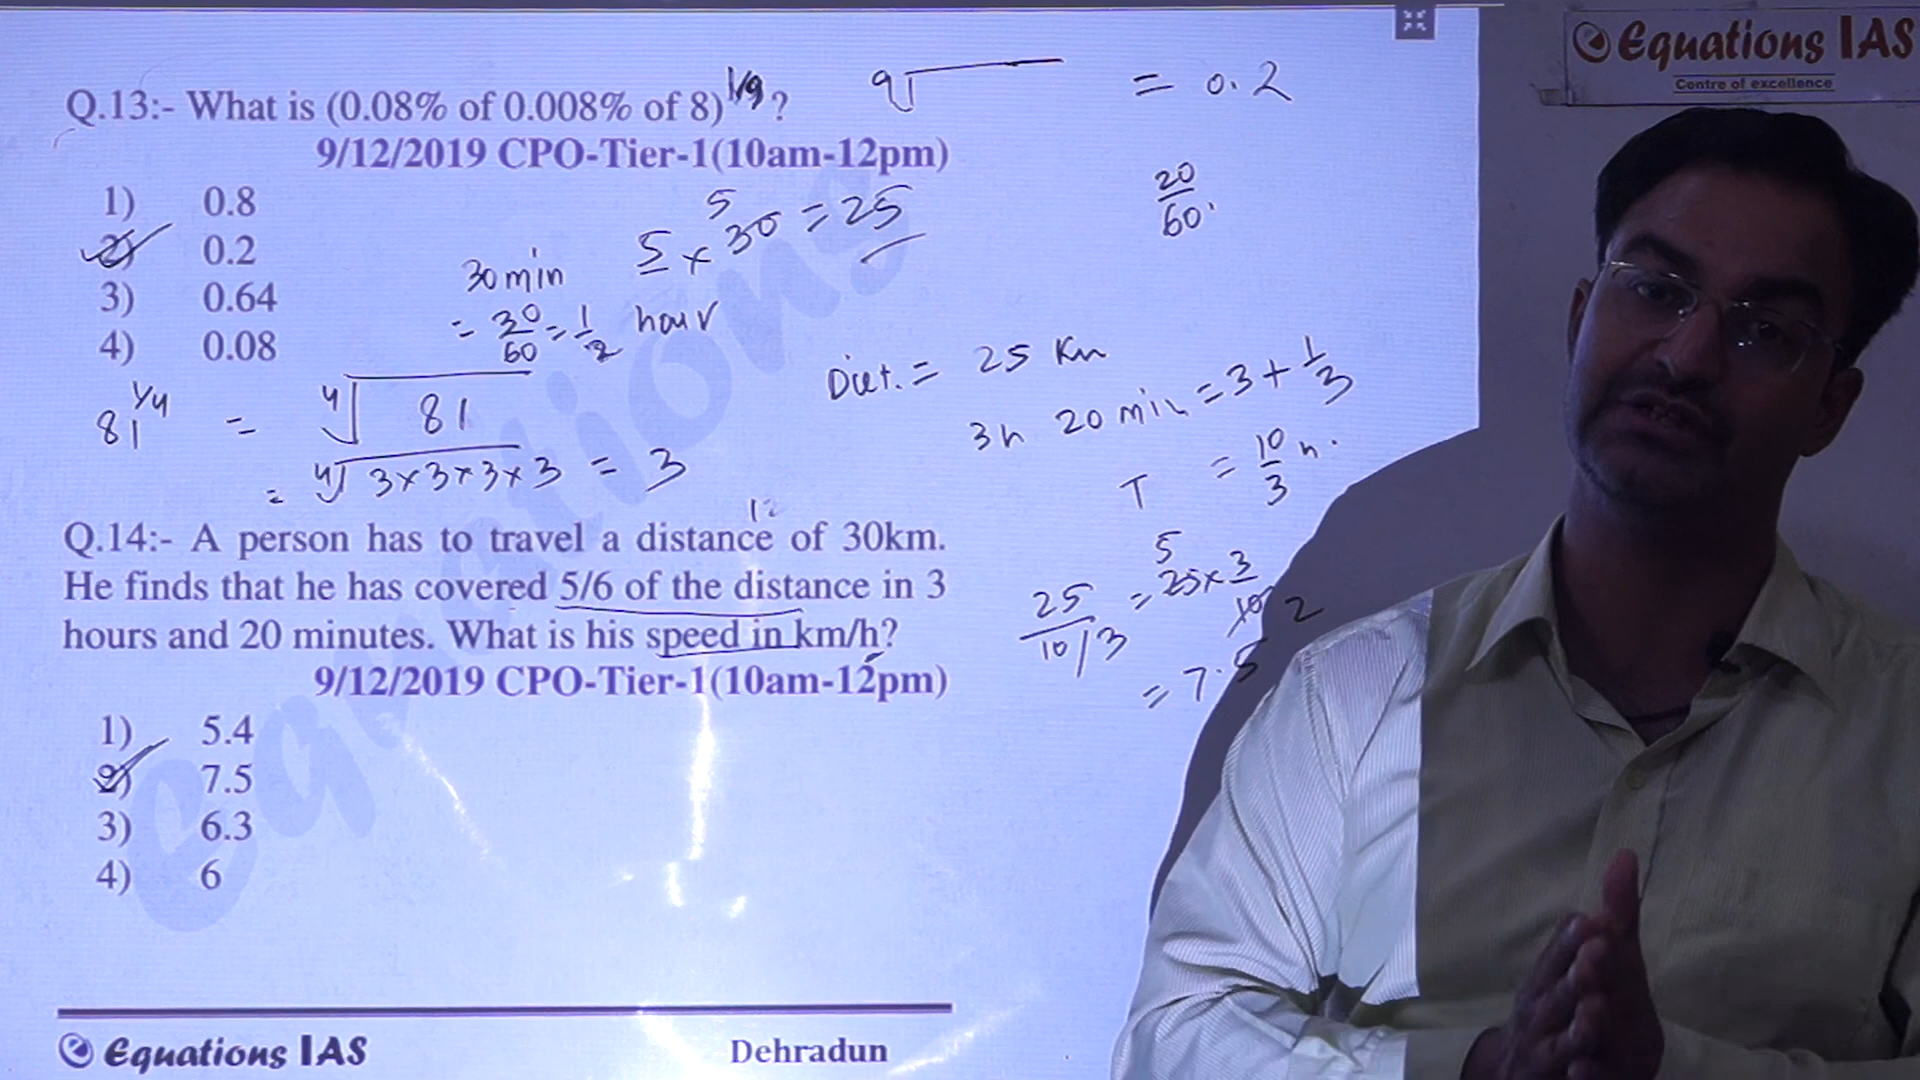 Equations IAS
Centre of excellence
Q.13:- What is (0.08% of 0.008% of 8)^1/9 ?
9√ = 0.2
9/12/2019 CPO-Tier-1(10am-12pm)
1) 0.8
2) 0.2
3) 0.64
4) 0.08
5
5 × 30 = 25
20
60
30 min
= 30/60 = 1/2 hour
Dist. = 25 Km
3h 20 min = 3 + 1/3
T = 10/3 h.
81^1/4 = 4√81
= 4√3×3×3×3 = 3
Q.14:- A person has to travel a distance of 30km.
He finds that he has covered 5/6 of the distance in 3
hours and 20 minutes. What is his speed in km/h?
9/12/2019 CPO-Tier-1(10am-12pm)
5
25
10/3
= 25×3
10 2
= 7.5
1) 5.4
2) 7.5
3) 6.3
4) 6
equations
Equations IAS
Dehradun